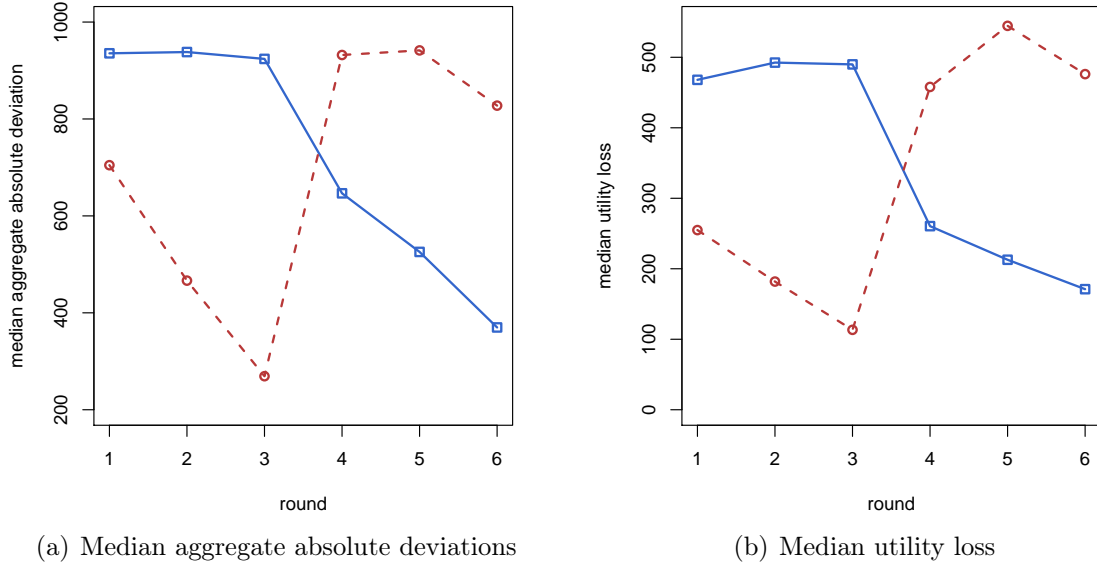 median aggregate absolute deviation
1000
800
600
400
200
1 2 3 4 5 6
round
(a) Median aggregate absolute deviations
median utility loss
500
400
300
200
100
0
1 2 3 4 5 6
round
(b) Median utility loss